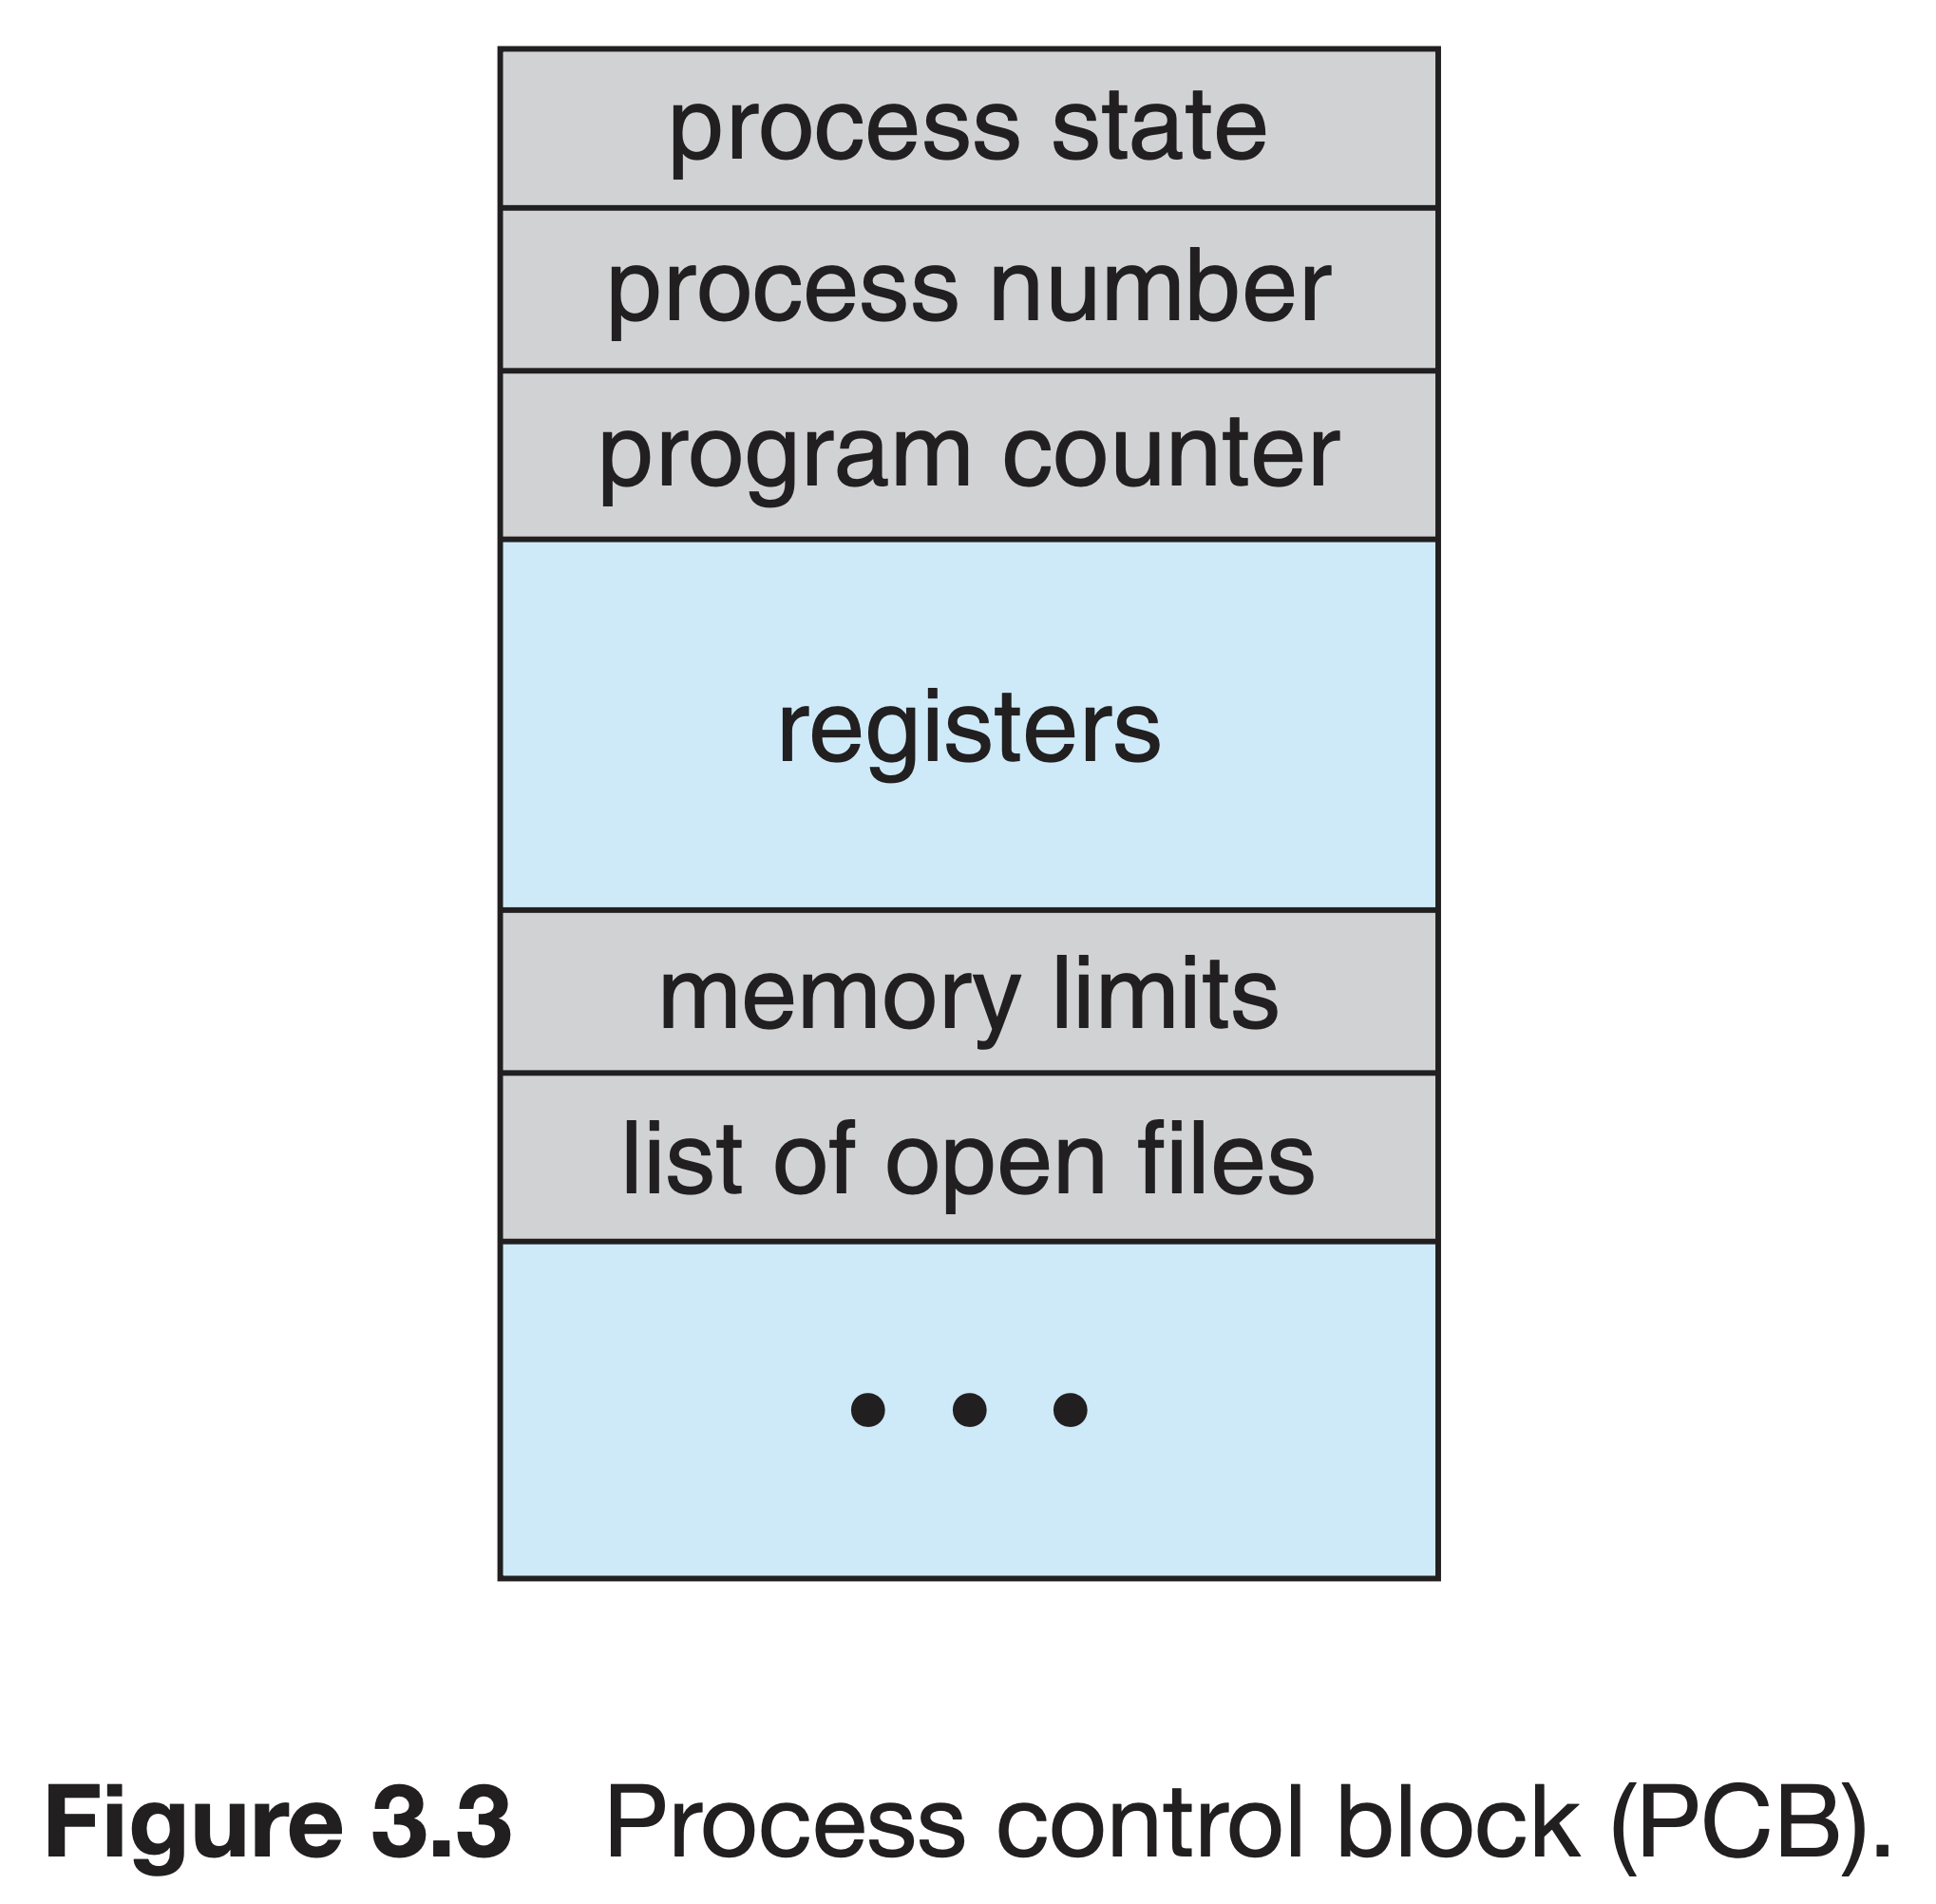 process state
process number
program counter
registers
memory limits
list of open files
• • •
Figure 3.3 Process control block (PCB).